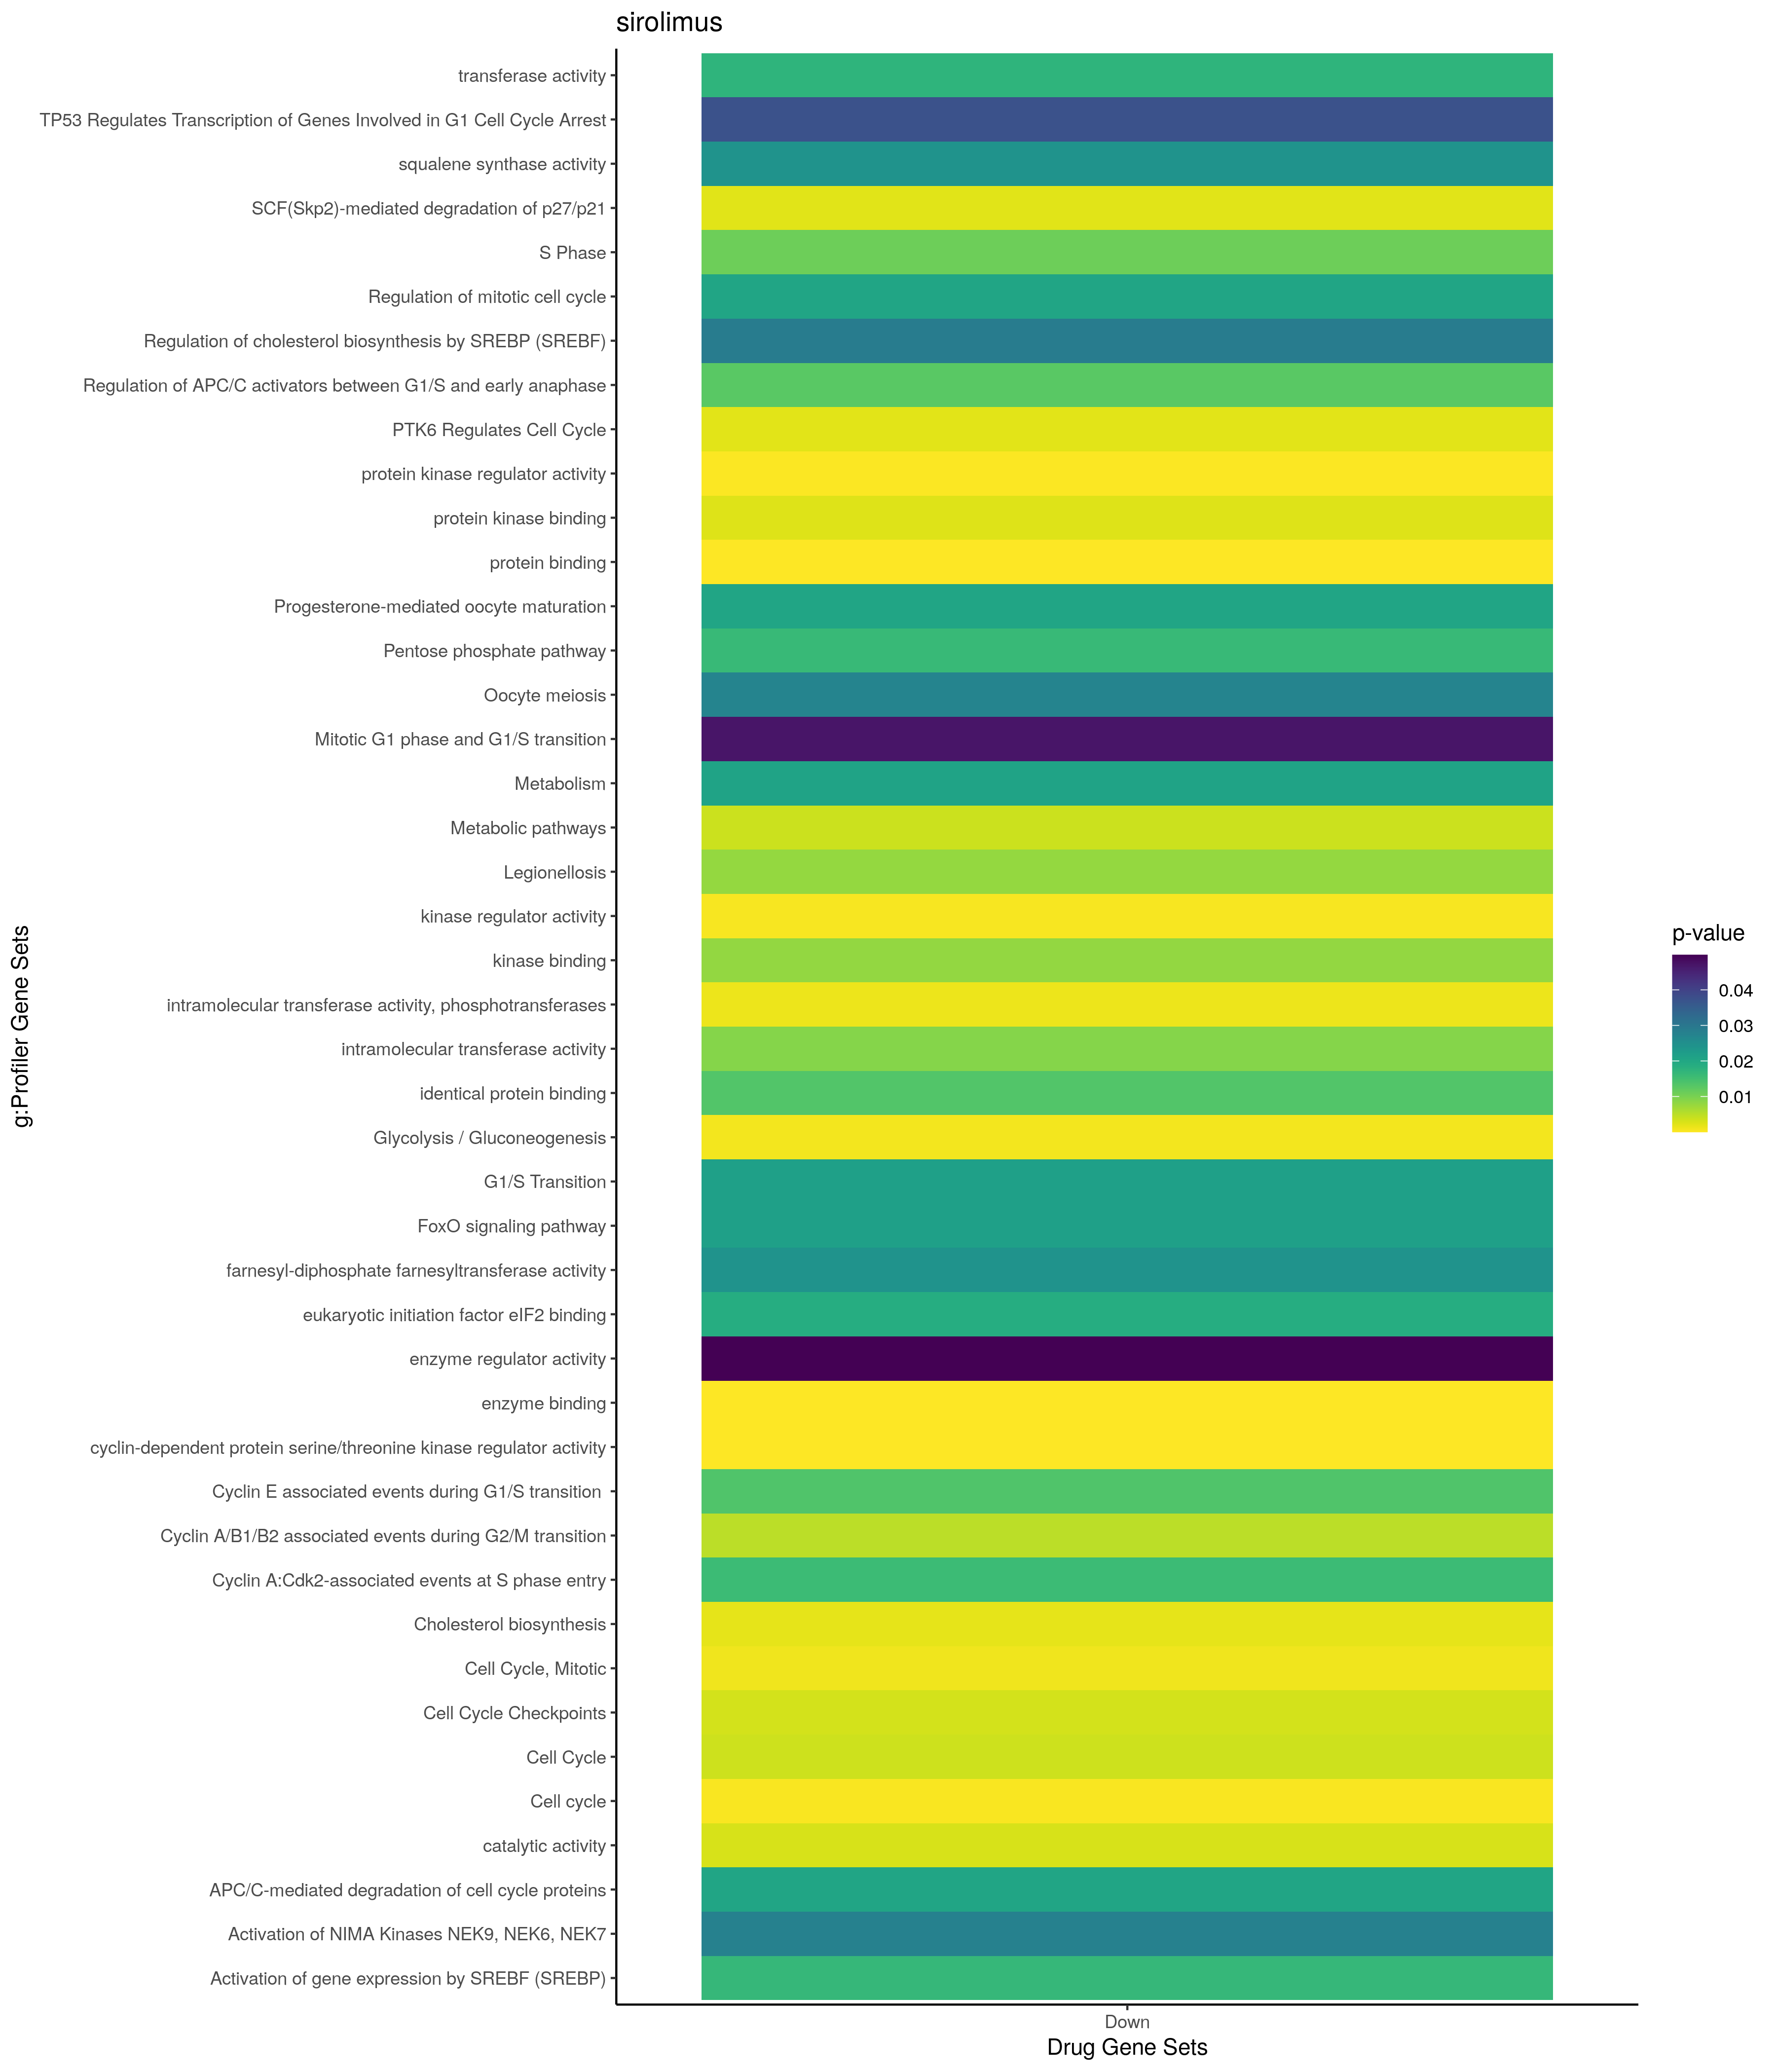 sirolimus
transferase activity
TP53 Regulates Transcription of Genes Involved in G1 Cell Cycle Arrest
squalene synthase activity
SCF(Skp2)-mediated degradation of p27/p21
S Phase
Regulation of mitotic cell cycle
Regulation of cholesterol biosynthesis by SREBP (SREBF)
Regulation of APC/C activators between G1/S and early anaphase
PTK6 Regulates Cell Cycle
protein kinase regulator activity
protein kinase binding
protein binding
Progesterone-mediated oocyte maturation
Pentose phosphate pathway
Oocyte meiosis
Mitotic G1 phase and G1/S transition
Metabolism
Metabolic pathways
Legionellosis
kinase regulator activity
kinase binding
intramolecular transferase activity, phosphotransferases
intramolecular transferase activity
identical protein binding
Glycolysis / Gluconeogenesis
G1/S Transition
FoxO signaling pathway
farnesyl-diphosphate farnesyltransferase activity
eukaryotic initiation factor eIF2 binding
enzyme regulator activity
enzyme binding
cyclin-dependent protein serine/threonine kinase regulator activity
Cyclin E associated events during G1/S transition
Cyclin A/B1/B2 associated events during G2/M transition
Cyclin A:Cdk2-associated events at S phase entry
Cholesterol biosynthesis
Cell Cycle, Mitotic
Cell Cycle Checkpoints
Cell Cycle
Cell cycle
catalytic activity
APC/C-mediated degradation of cell cycle proteins
Activation of NIMA Kinases NEK9, NEK6, NEK7
Activation of gene expression by SREBF (SREBP)
g:Profiler Gene Sets
Down
Drug Gene Sets
p-value
0.04
0.03
0.02
0.01